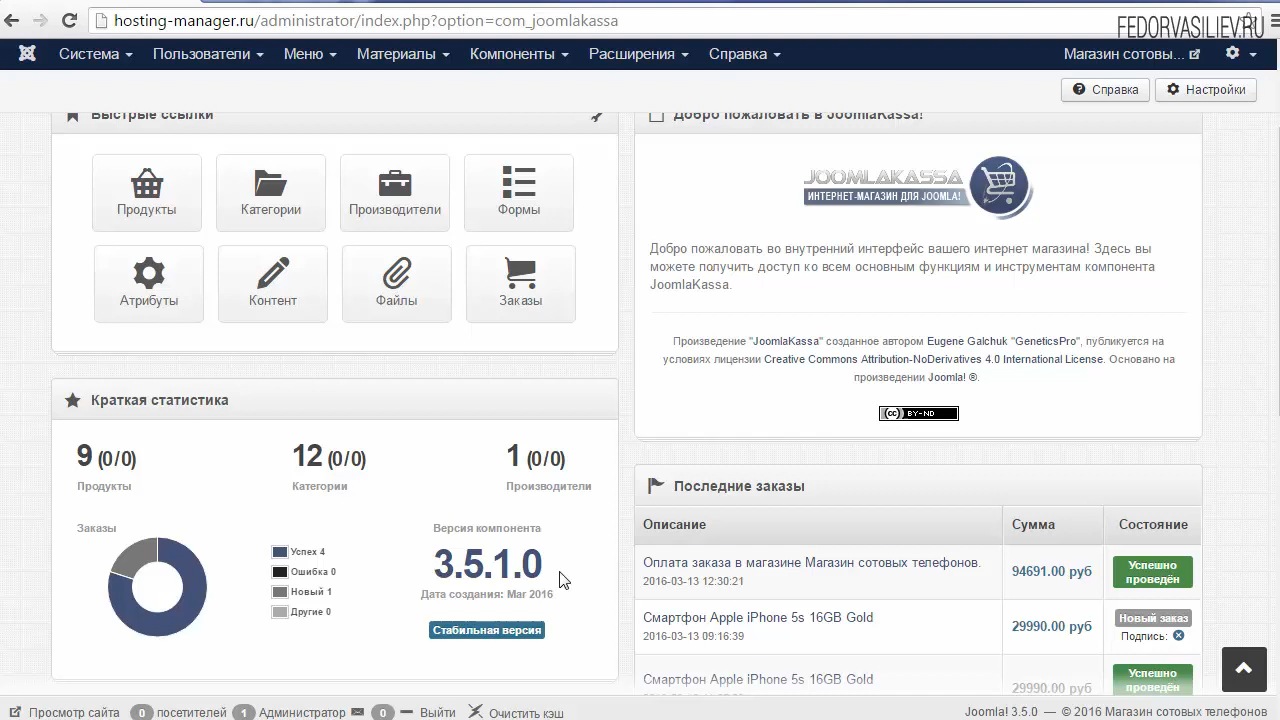 hosting-manager.ru/administrator/index.php?option=com_joomlakassa
FEDORVASILIEV.RU
Система Пользователи Меню Материалы Компоненты Расширения Справка Магазин сотовы...
Справка Настройки
Быстрые ссылки
Продукты Категории Производители Формы
Атрибуты Контент Файлы Заказы
Добро пожаловать в JoomlaKassa!
JOOMLAKASSA
ИНТЕРНЕТ-МАГАЗИН ДЛЯ JOOMLA!
Добро пожаловать во внутренний интерфейс вашего интернет магазина! Здесь вы
можете получить доступ ко всем основным функциям и инструментам компонента
JoomlaKassa.
Произведение "JoomlaKassa" созданное автором Eugene Galchuk "GeneticsPro", публикуется на
условиях лицензии Creative Commons Attribution-NoDerivatives 4.0 International License. Основано на
произведении Joomla! ®.
cc BY-ND
Краткая статистика
9 (0/0) 12 (0/0) 1 (0/0)
Продукты Категории Производители
Заказы
Успех 4
Ошибка 0
Новый 1
Другие 0
Версия компонента
3.5.1.0
Дата создания: Mar 2016
Стабильная версия
Последние заказы
Описание Сумма Состояние
Оплата заказа в магазине Магазин сотовых телефонов.
2016-03-13 12:30:21
94691.00 руб
Успешно
проведён
Смартфон Apple iPhone 5s 16GB Gold
2016-03-13 09:16:39
29990.00 руб
Новый заказ
Подпись:
Смартфон Apple iPhone 5s 16GB Gold
29990.00 руб
Успешно
проведён
Просмотр сайта 0 посетителей 1 Администратор 0 Выйти Очистить кэш
Joomla! 3.5.0 — © 2016 Магазин сотовых телефонов